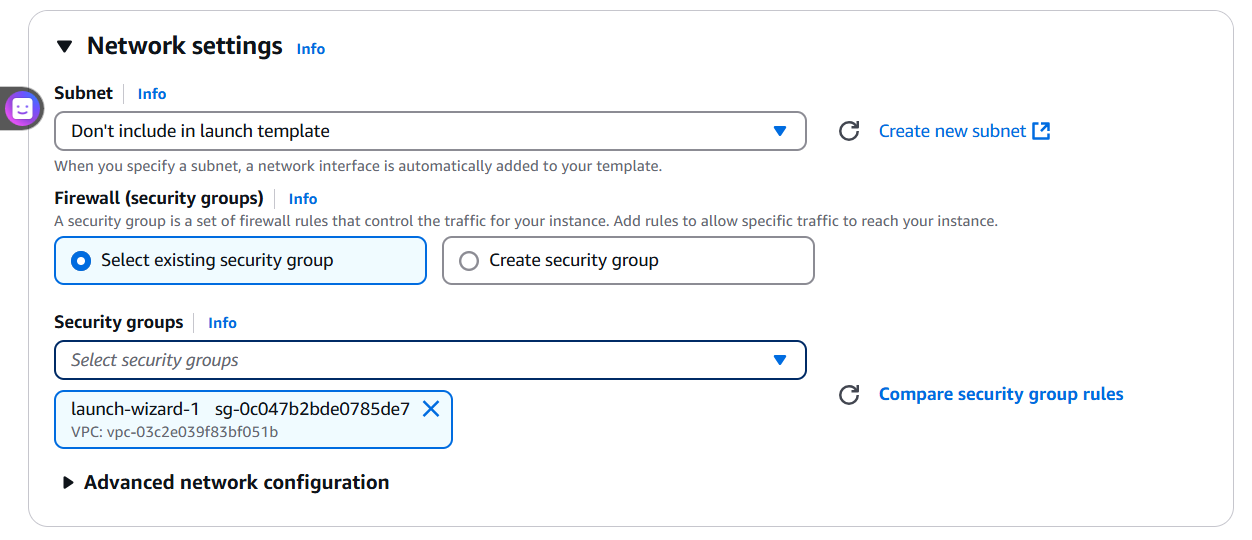 Network settings Info
Subnet Info
Don't include in launch template
Create new subnet
When you specify a subnet, a network interface is automatically added to your template.
Firewall (security groups) Info
A security group is a set of firewall rules that control the traffic for your instance. Add rules to allow specific traffic to reach your instance.
Select existing security group
Create security group
Security groups Info
Select security groups
launch-wizard-1 sg-0c047b2bde0785de7
VPC: vpc-03c2e039f83bf051b
Compare security group rules
Advanced network configuration